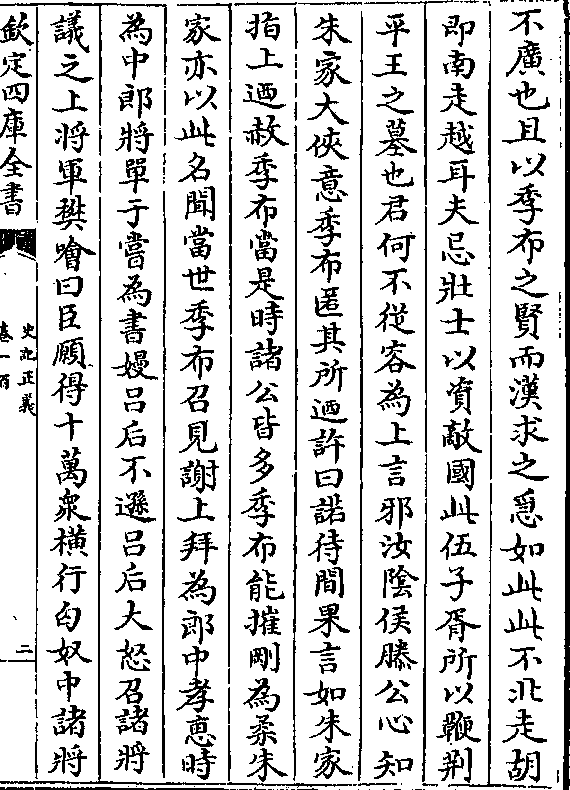 不廣也且以季布之賢而漢求之急如此此不北走胡
即南走越耳夫忌壯士以資敵國此伍子胥所以鞭荆
平王之墓也君何不從容為上言邪汝陰侯滕公心知
朱家大俠意季布匿其所迺許曰諾待間果言如朱家
指上迺赦季布當是時諸公皆多季布能摧剛為柔朱
家亦以此名聞當世季布召見謝上拜為郎中孝惠時
為中郎將單于嘗為書嫚吕后不遜吕后大怒召諸將
議之上將軍樊噲曰臣願得十萬衆横行匈奴中諸將
欽定四庫全書
史記正義
卷一百
二